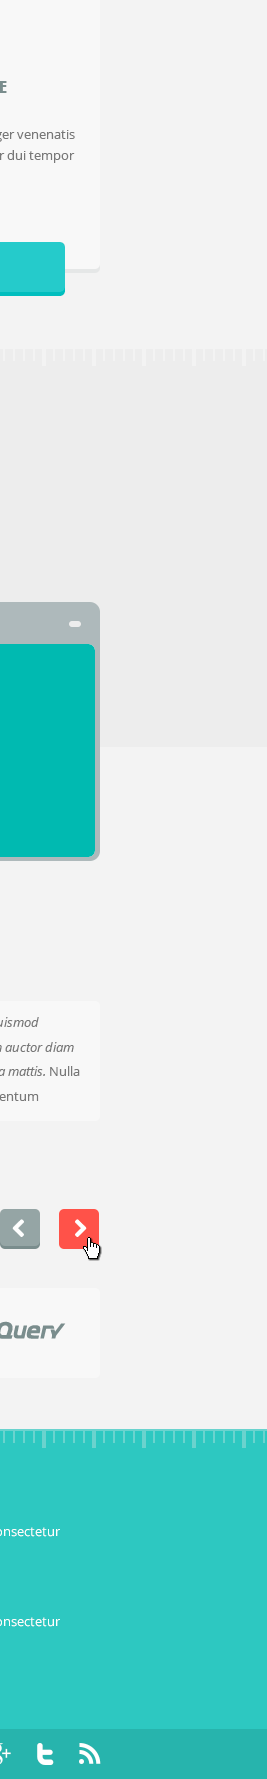 E
ger venenatis
r dui tempor
uismod
n auctor diam
a mattis. Nulla
entum
Query
onsectetur
onsectetur
g+